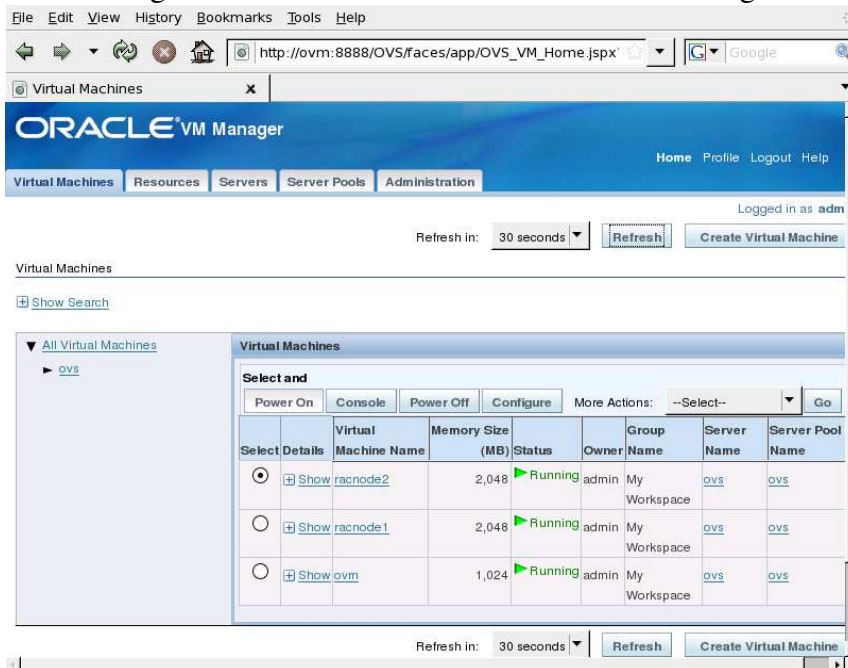 File Edit View History Bookmarks Tools Help
http://ovm:8888/OVS/faces/app/OVS_VM_Home.jspx
G Google
Virtual Machines x
ORACLE VM Manager
Home Profile Logout Help
Virtual Machines Resources Servers Server Pools Administration
Logged in as adm
Refresh in: 30 seconds Refresh Create Virtual Machine
Virtual Machines
Show Search
All Virtual Machines
ovs
Virtual Machines
Select and
Power On Console Power Off Configure More Actions: --Select-- Go
Select Details Virtual Machine Name Memory Size (MB) Status Owner Group Name Server Name Server Pool Name
Show racnode2 2,048 Running admin My Workspace ovs ovs
Show racnode1 2,048 Running admin My Workspace ovs ovs
Show ovm 1,024 Running admin My Workspace ovs ovs
Refresh in: 30 seconds Refresh Create Virtual Machine